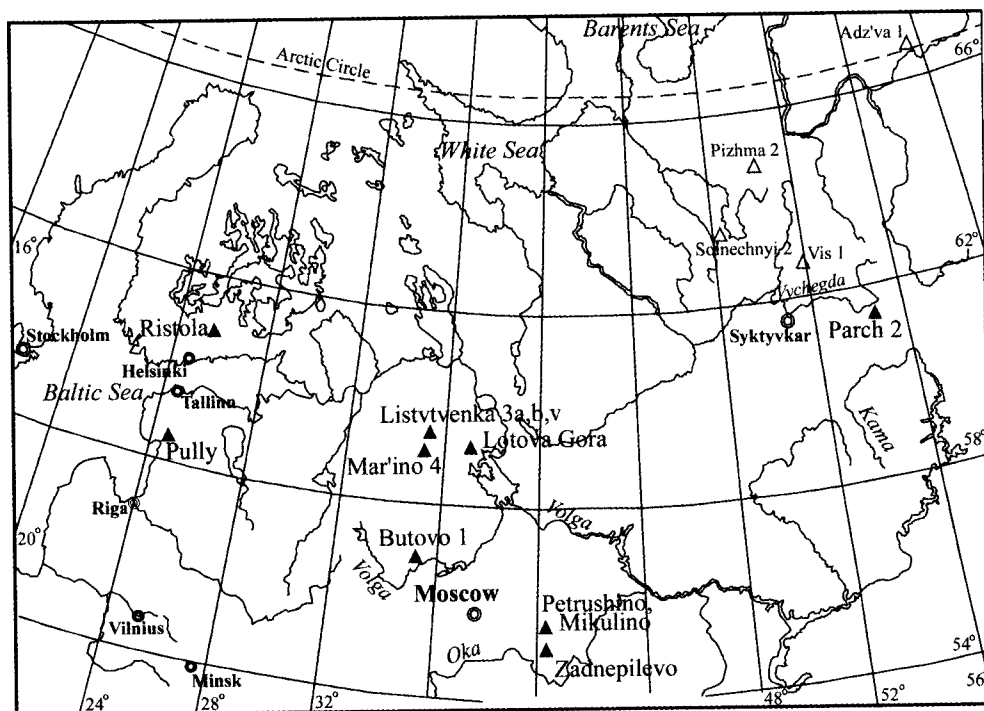 Barents Sea
Adz'va 1
66°
Arctic Circle
White Sea
Pizhma 2
16°
Solnechnyi 2
Vis 1
62°
Vychegda
Stockholm
Ristola
Syktyvkar
Parch 2
Helsinki
Baltic Sea
Tallinn
Listvtvenka 3a,b,v
Lotova Gora
Kama
58°
Pully
Mar'ino 4
Riga
Volga
20°
Butovo 1
Volga
Moscow
Petrushino,
Mikulino
Vilnius
Oka
Zadnepilevo
54°
Minsk
24°
28°
32°
48°
52°
56°